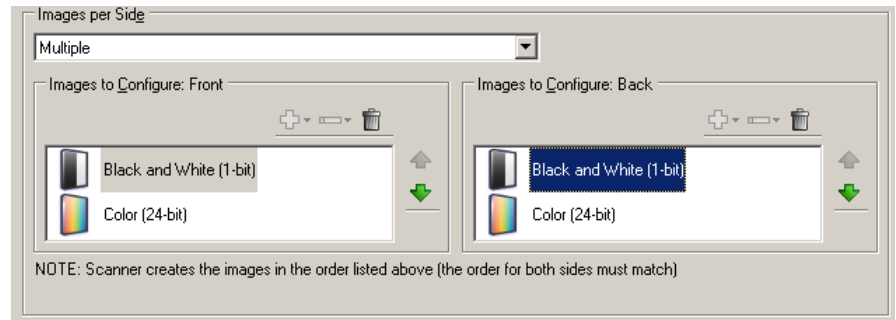 Images per Side
Multiple
Images to Configure: Front
Images to Configure: Back
Black and White (1-bit)
Color (24-bit)
Black and White (1-bit)
Color (24-bit)
NOTE: Scanner creates the images in the order listed above (the order for both sides must match)